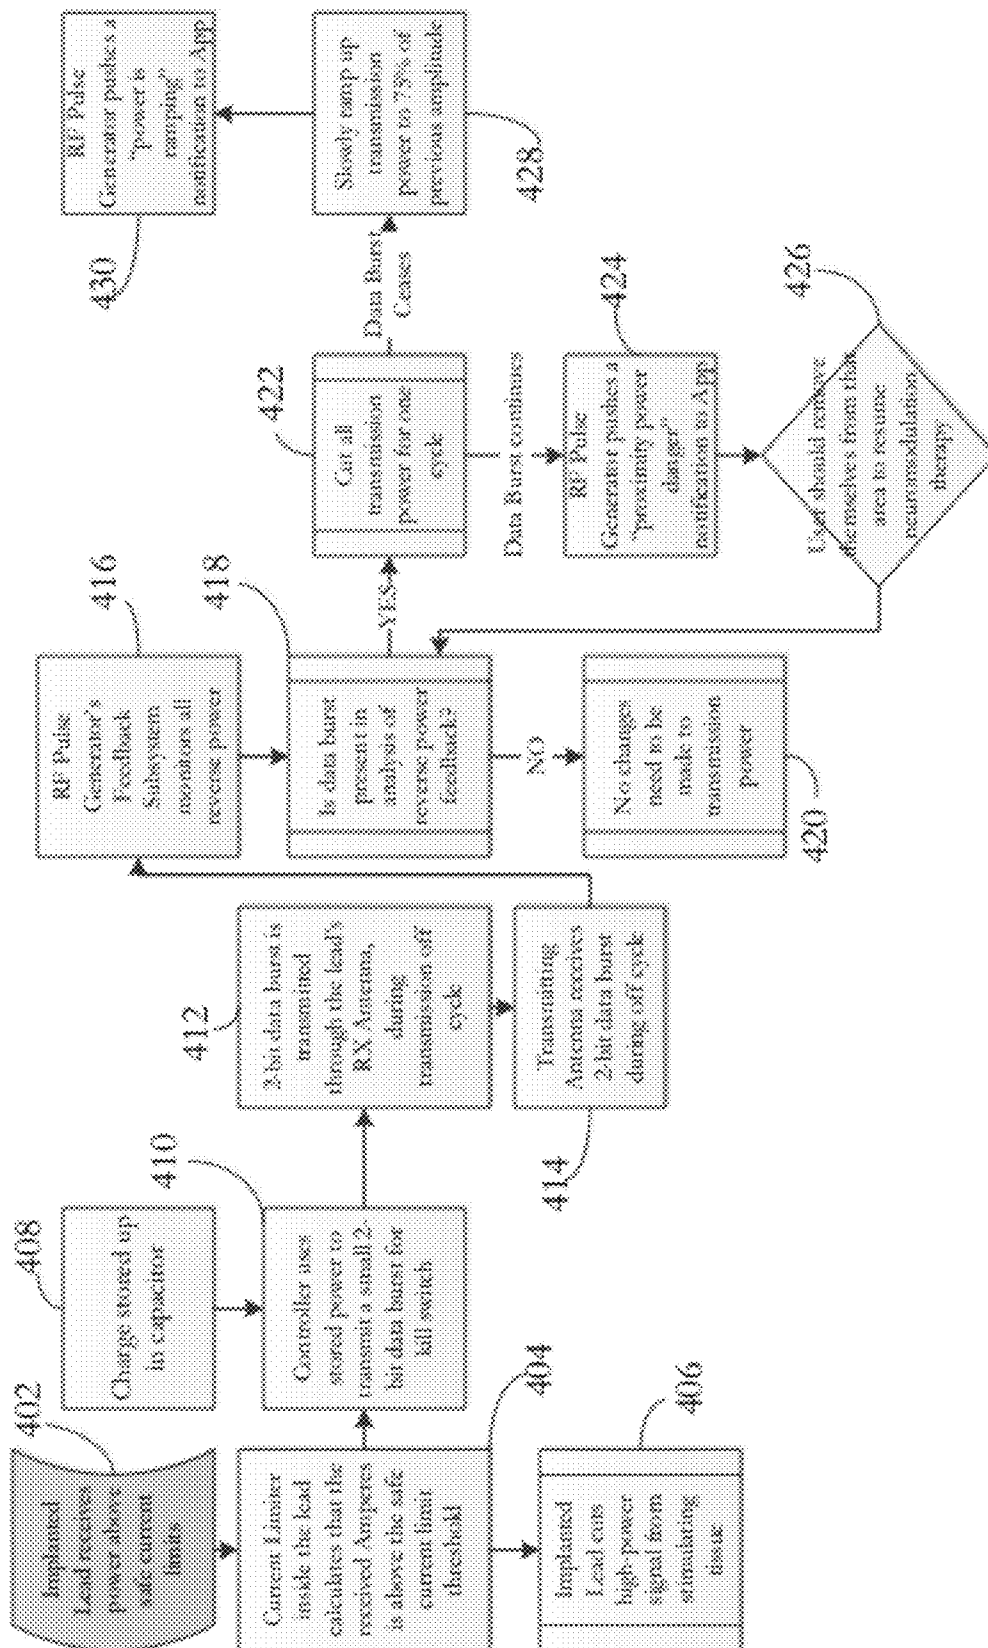 402
Implanted
Lead receives
power above
safe current
limits
Current Limiter
inside the lead
calculates that the
received Amperes
is above the safe
current limit
threshold
404
Implanted
Lead cuts
high-power
signal from
stimulating
tissue
406
408
Charge stored up
in capacitor
410
Controller uses
stored power to
transmit a small 2-
bit data burst for
kill switch
412
2-bit data burst is
transmitted
through the lead's
RX Antenna,
during
transmission off
cycle
Transmitting
Antenna receives
2-bit data burst
during off cycle
414
RF Pulse
Generator's
Feedback
Subsystem
monitors all
reverse power
416
418
Is data burst
present in
analysis of
reverse power
feedback?
YES
NO
No changes
need to be
made to
transmission
power
420
422
Cut all
transmission
power for one
cycle
Data Burst
Ceases
Data Burst continues
RF Pulse
Generator pushes a
"proximity power
danger"
notification to App
424
User should remove
themselves from that
area to resume
neuromodulation
therapy
426
Slowly ramp up
transmission
power to 75% of
previous amplitude
428
RF Pulse
Generator pushes a
"power is
ramping"
notification to App
430